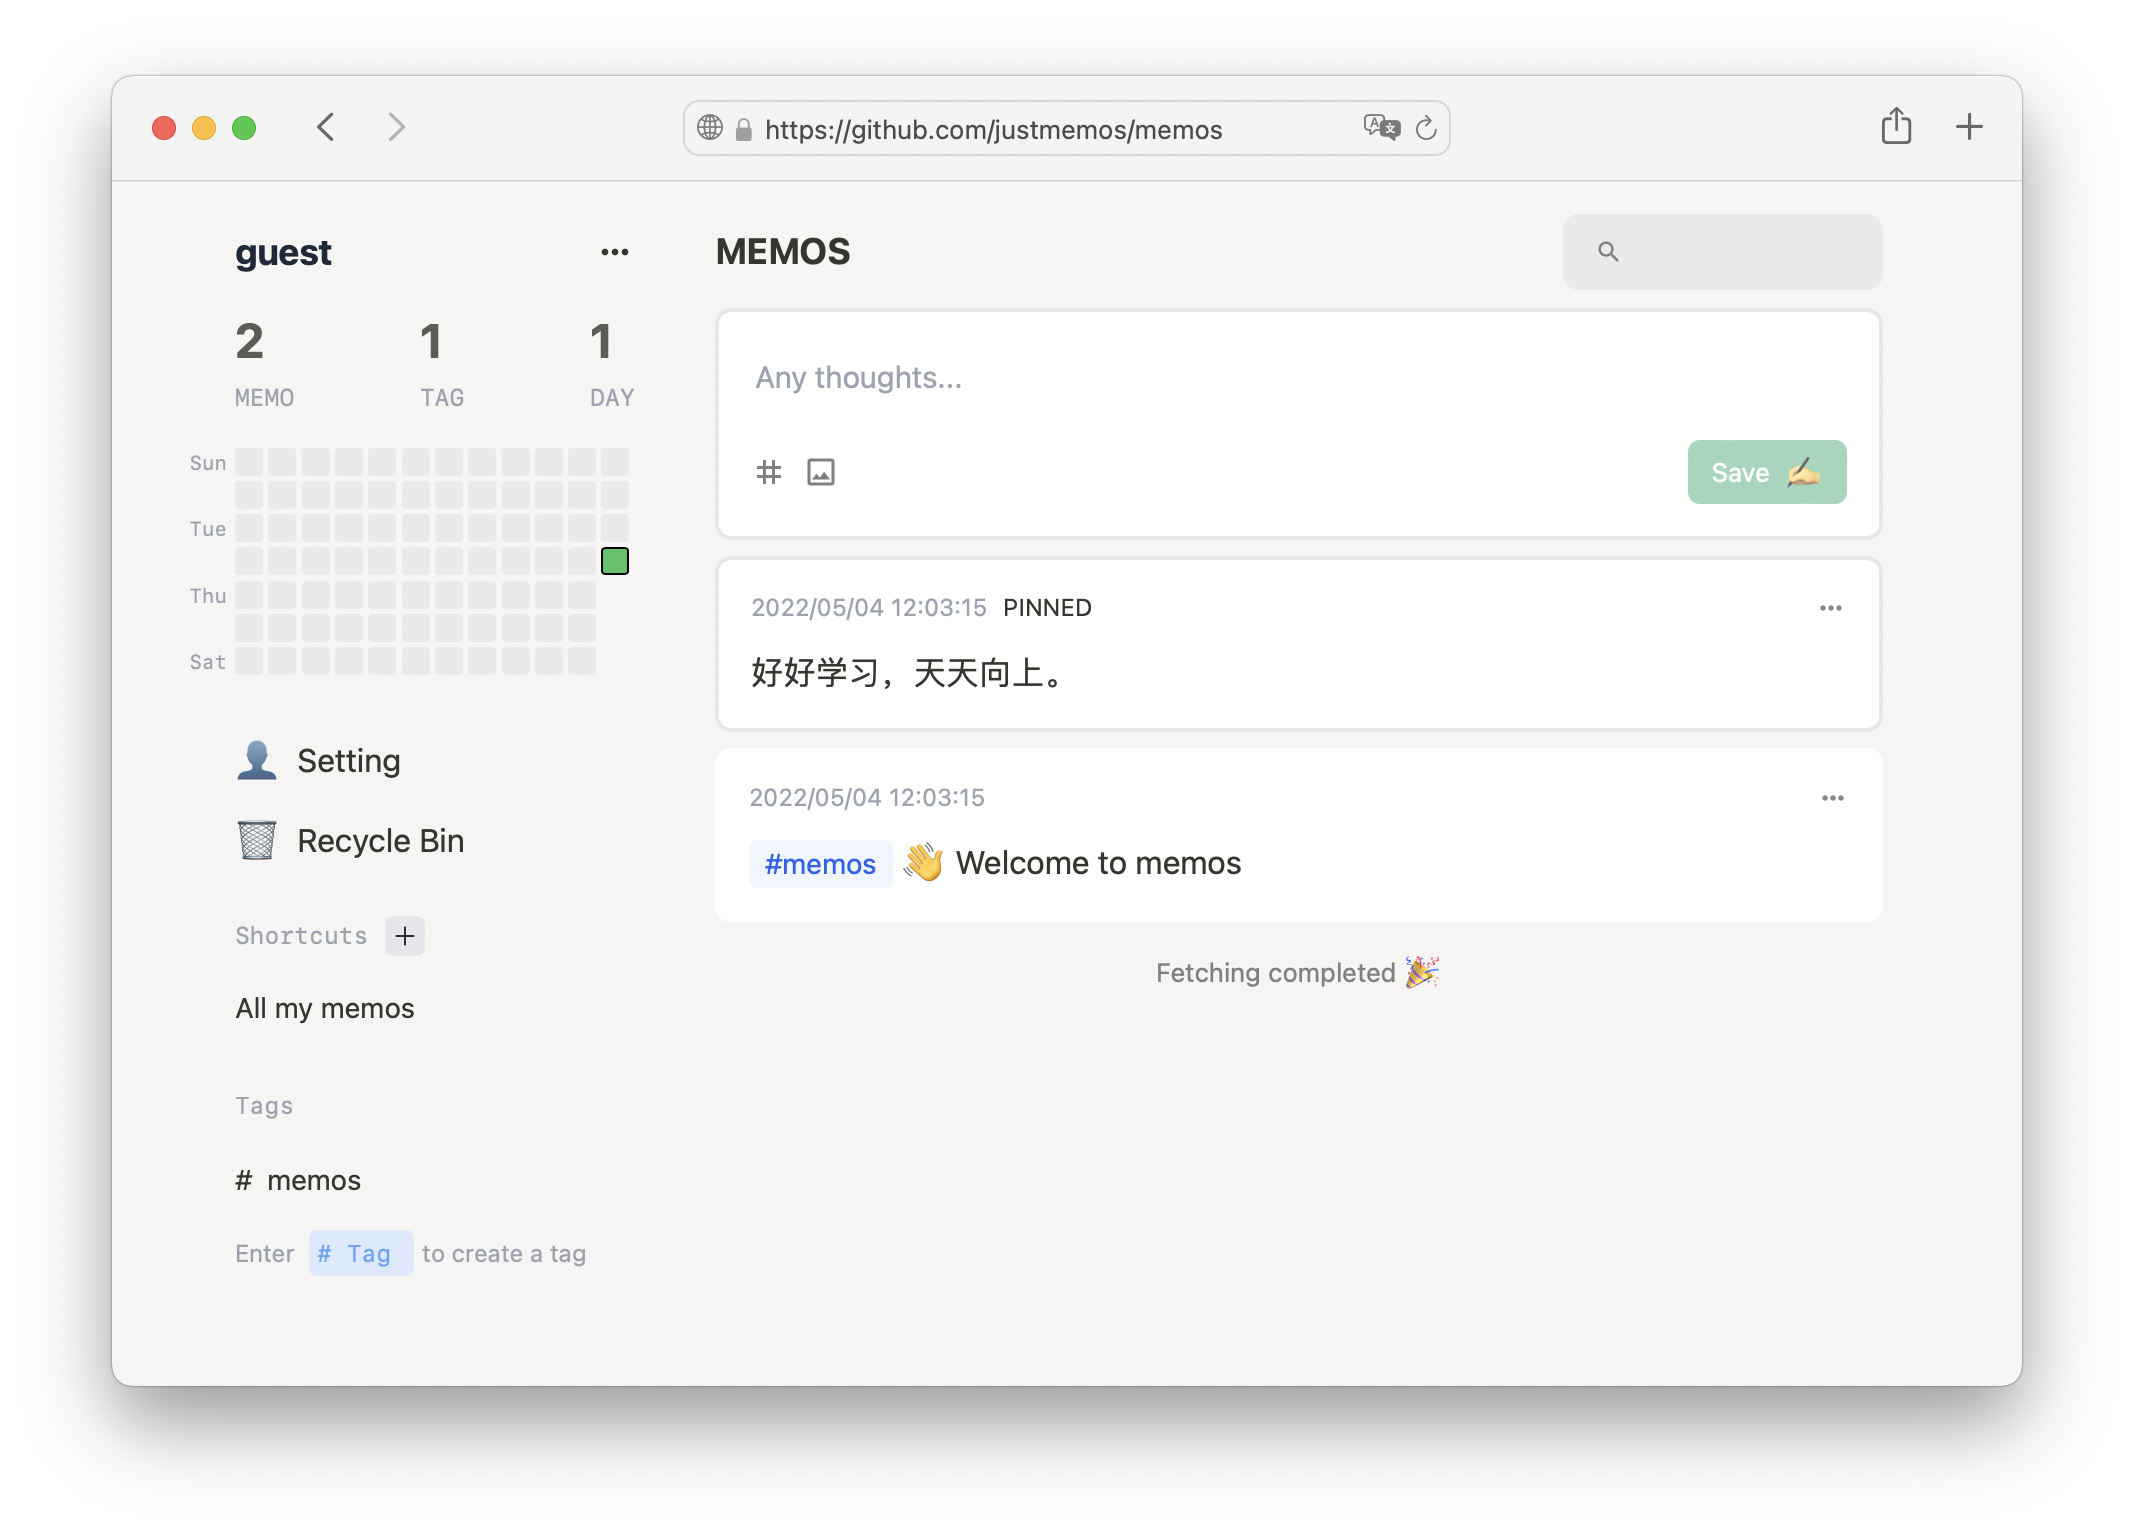 https://github.com/justmemos/memos
guest
2 1 1
MEMO TAG DAY
Sun
Tue
Thu
Sat
Setting
Recycle Bin
Shortcuts +
All my memos
Tags
# memos
Enter # Tag to create a tag
MEMOS
Any thoughts...
Save ✍🏻
2022/05/04 12:03:15 PINNED
好好学习，天天向上。
2022/05/04 12:03:15
#memos 👋 Welcome to memos
Fetching completed 🎉